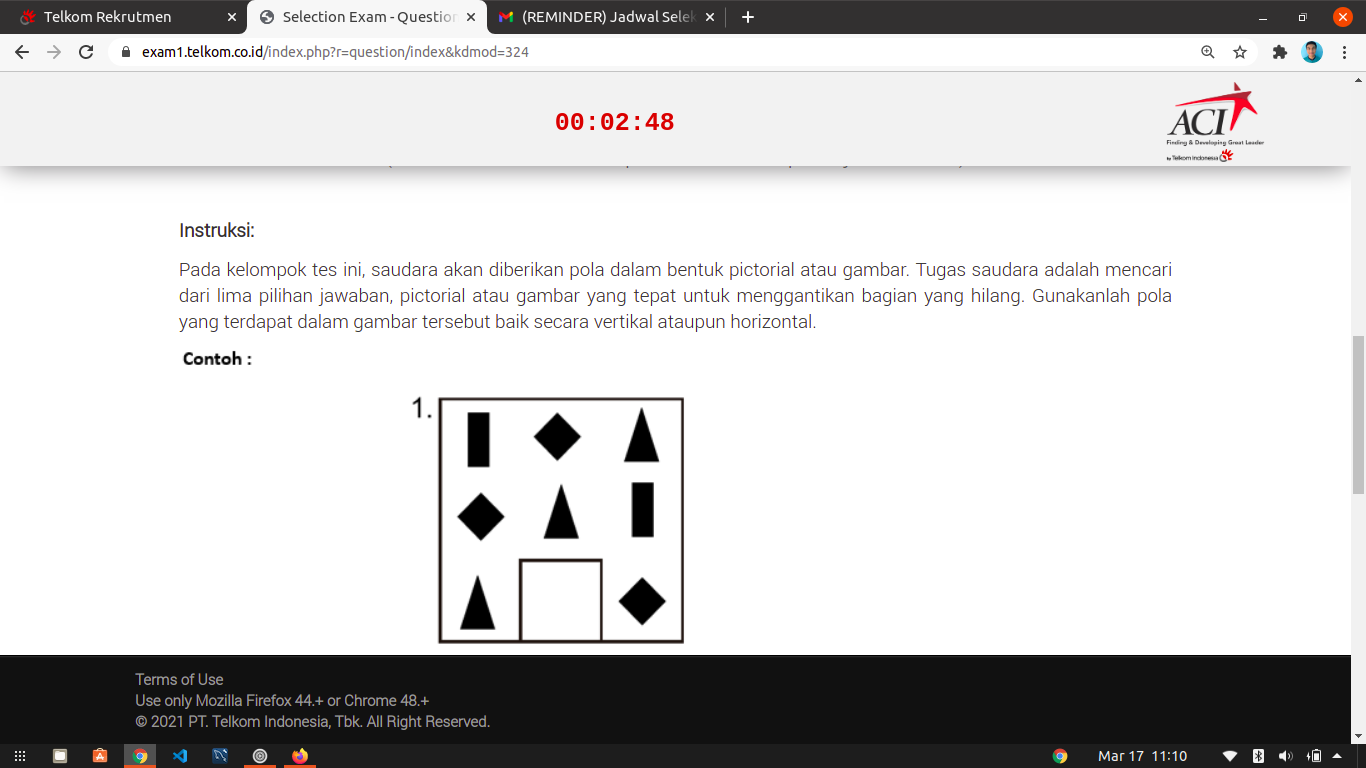 Telkom Rekrutmen
Selection Exam - Question
(REMINDER) Jadwal Selek
exam1.telkom.co.id/index.php?r=question/index&kdmod=324
00:02:48
ACI
Finding & Developing Great Leader
by Telkom Indonesia
Instruksi:
Pada kelompok tes ini, saudara akan diberikan pola dalam bentuk pictorial atau gambar. Tugas saudara adalah mencari
dari lima pilihan jawaban, pictorial atau gambar yang tepat untuk menggantikan bagian yang hilang. Gunakanlah pola
yang terdapat dalam gambar tersebut baik secara vertikal ataupun horizontal.
Contoh :
1.
Terms of Use
Use only Mozilla Firefox 44.+ or Chrome 48.+
© 2021 PT. Telkom Indonesia, Tbk. All Right Reserved.
Mar 17 11:10